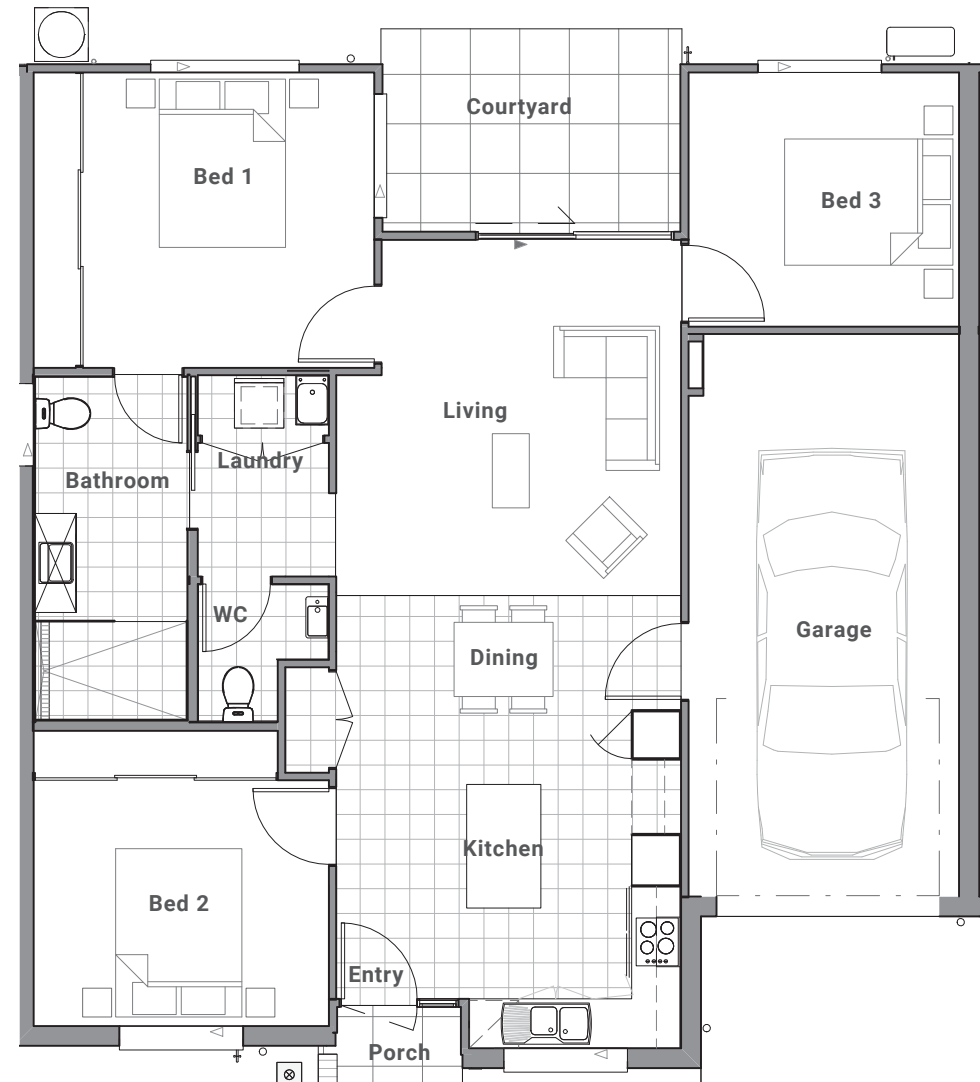 Courtyard
Bed 1
Bed 3
Living
Laundry
Bathroom
WC
Garage
Dining
Kitchen
Bed 2
Entry
Porch